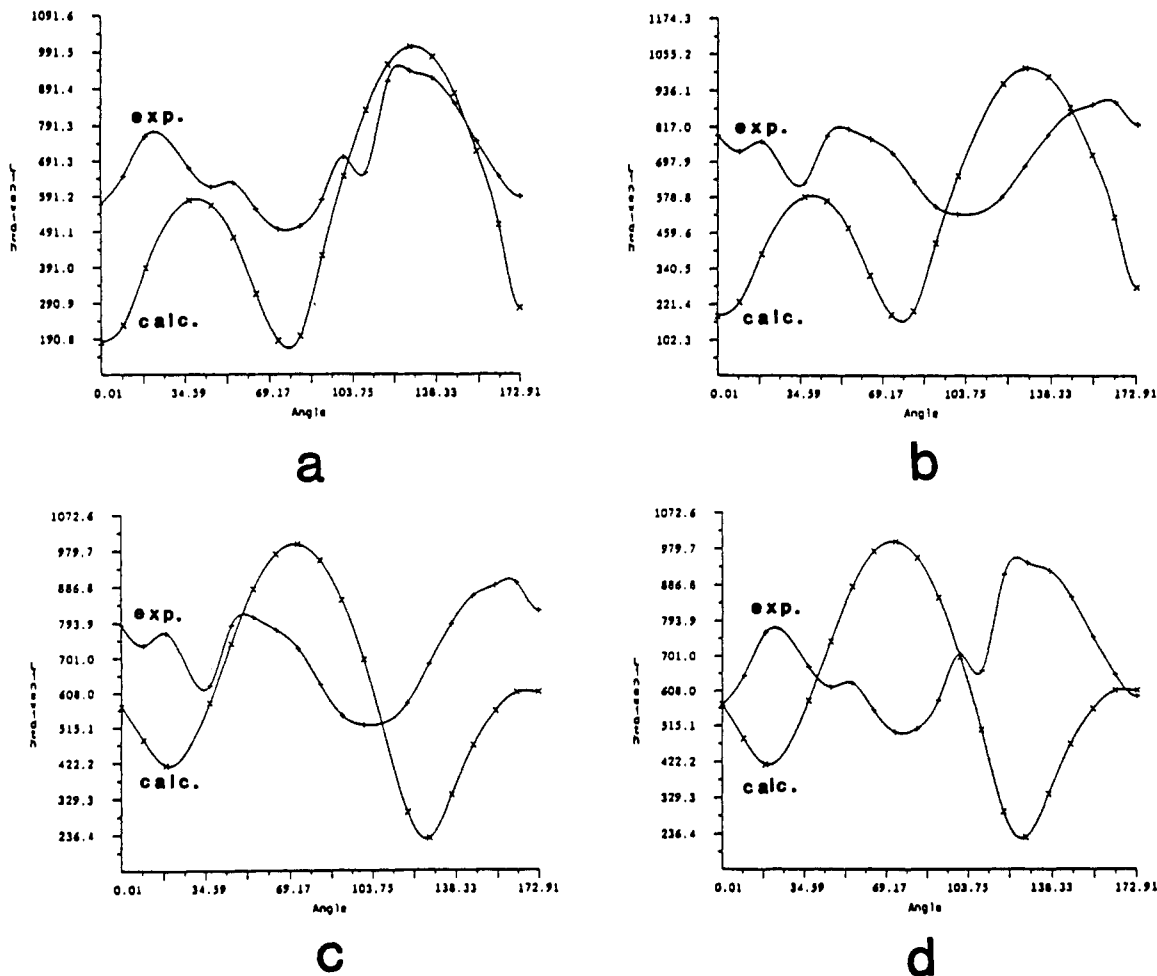 1091.6
991.5
891.4
791.3
691.3
591.2
491.1
391.0
290.9
190.8
Linewidth
exp.
calc.
0.01 34.59 69.17 103.75 138.33 172.91
Angle
a
1174.3
1055.2
936.1
817.0
697.9
578.8
459.6
340.5
221.4
102.3
Linewidth
exp.
calc.
0.01 34.59 69.17 103.75 138.33 172.91
Angle
b
1072.6
979.7
886.8
793.9
701.0
608.0
515.1
422.2
329.3
236.4
Linewidth
exp.
calc.
0.01 34.59 69.17 103.75 138.33 172.91
Angle
c
1072.6
979.7
886.8
793.9
701.0
608.0
515.1
422.2
329.3
236.4
Linewidth
exp.
calc.
0.01 34.59 69.17 103.75 138.33 172.91
Angle
d